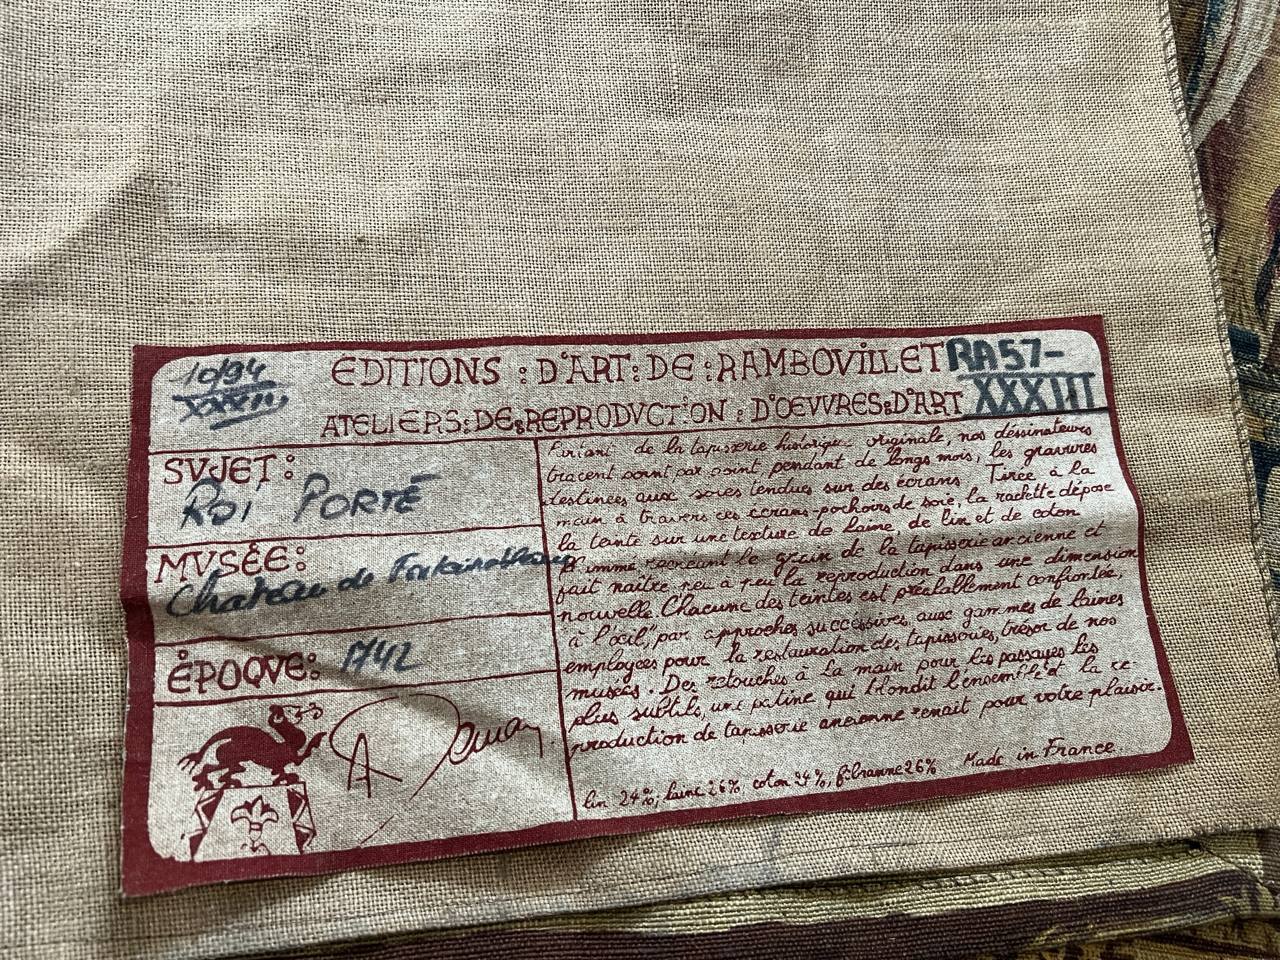 10/94
XXXIII
EDITIONS : D'ART : DE : RAMBOVILLET RA57-
ATELIERS : DE : REPRODVCTION : D'OEVVRES : D'ART XXXIII
SVJET :
ROI PORTÉ
MVSÉE :
Chateau de Fontainebleau
ÉPOQVE : 1742
Partant de la tapisserie historique originale, nos déssinateurs
tracent point par point pendant de longs mois, les gravures
destinées aux soies tendues sur des écrans. Tirée à la
main à travers ces écrans-pochoirs de soie, la raclette dépose
la teinte sur une texture de laine, de lin et de coton
le grain de la tapisserie ancienne et
fait naître peu à peu la reproduction dans une dimension
nouvelle. Chacune des teintes est préalablement confrontée,
à l'œil, par approches successives, aux gammes de laines
employées pour la restauration des tapisseries, trésor de nos
musées. Des retouches à la main pour les passages les
plus subtils, une patine qui blondit l'ensemble et la re-
production de tapisserie ancienne renait pour votre plaisir.
lin 24%, laine 26%, coton 24%, fibranne 26% Made in France.